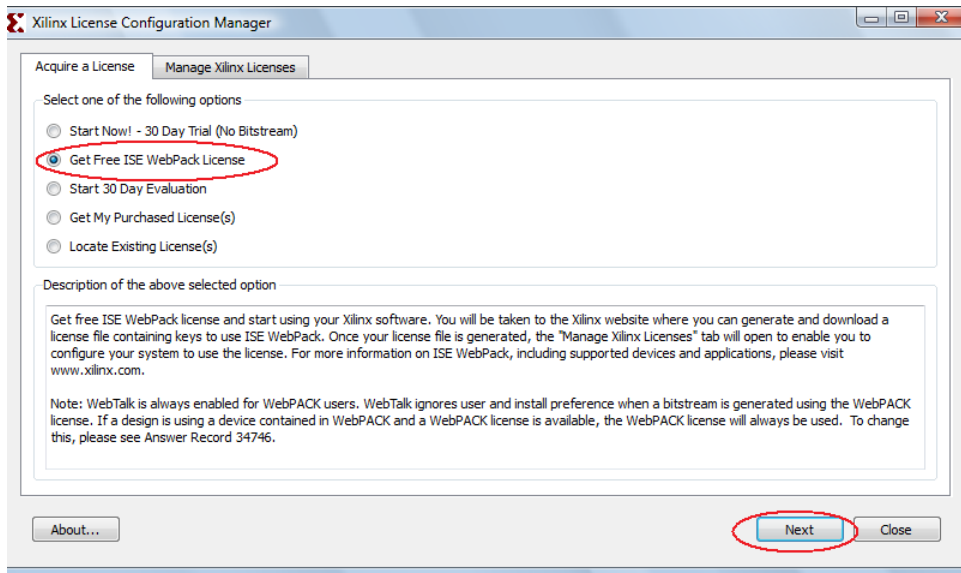 Xilinx License Configuration Manager
Acquire a License
Manage Xilinx Licenses
Select one of the following options
Start Now! - 30 Day Trial (No Bitstream)
Get Free ISE WebPack License
Start 30 Day Evaluation
Get My Purchased License(s)
Locate Existing License(s)
Description of the above selected option
Get free ISE WebPack license and start using your Xilinx software. You will be taken to the Xilinx website where you can generate and download a
license file containing keys to use ISE WebPack. Once your license file is generated, the "Manage Xilinx Licenses" tab will open to enable you to
configure your system to use the license. For more information on ISE WebPack, including supported devices and applications, please visit
www.xilinx.com.
Note: WebTalk is always enabled for WebPACK users. WebTalk ignores user and install preference when a bitstream is generated using the WebPACK
license. If a design is using a device contained in WebPACK and a WebPACK license is available, the WebPACK license will always be used.  To change
this, please see Answer Record 34746.
About...
Next
Close